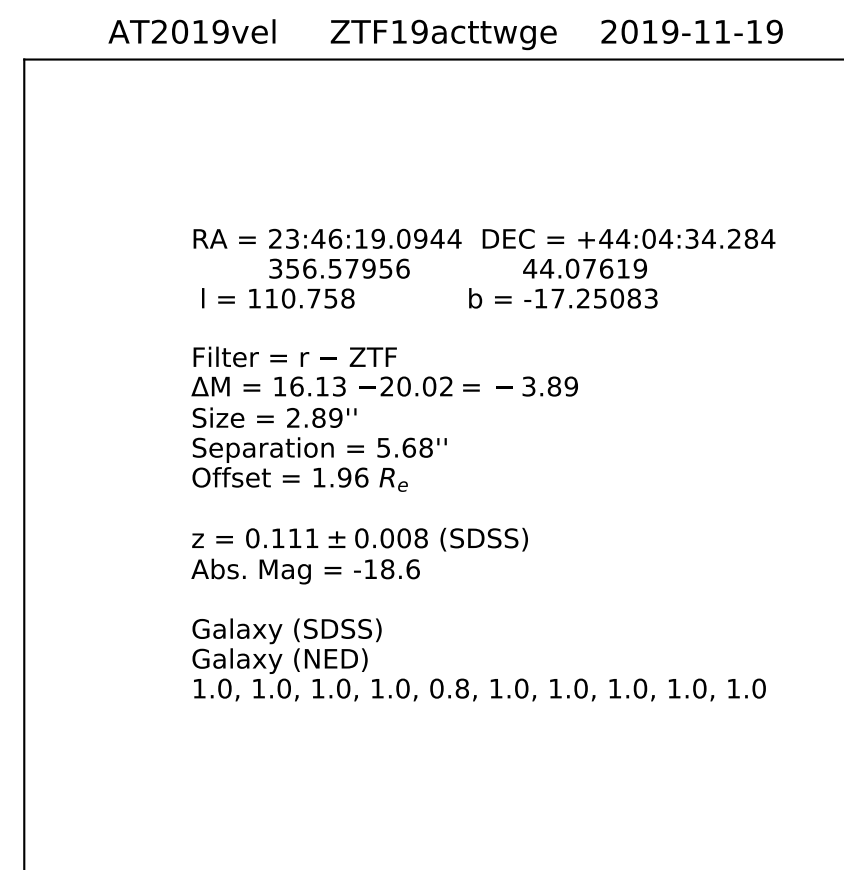 AT2019vel ZTF19acttwge 2019-11-19
RA = 23:46:19.0944 DEC = +44:04:34.284
356.57956 44.07619
l = 110.758 b = -17.25083
Filter = r − ZTF
ΔM = 16.13 −20.02 = − 3.89
Size = 2.89''
Separation = 5.68''
Offset = 1.96 Re
z = 0.111 ± 0.008 (SDSS)
Abs. Mag = -18.6
Galaxy (SDSS)
Galaxy (NED)
1.0, 1.0, 1.0, 1.0, 0.8, 1.0, 1.0, 1.0, 1.0, 1.0